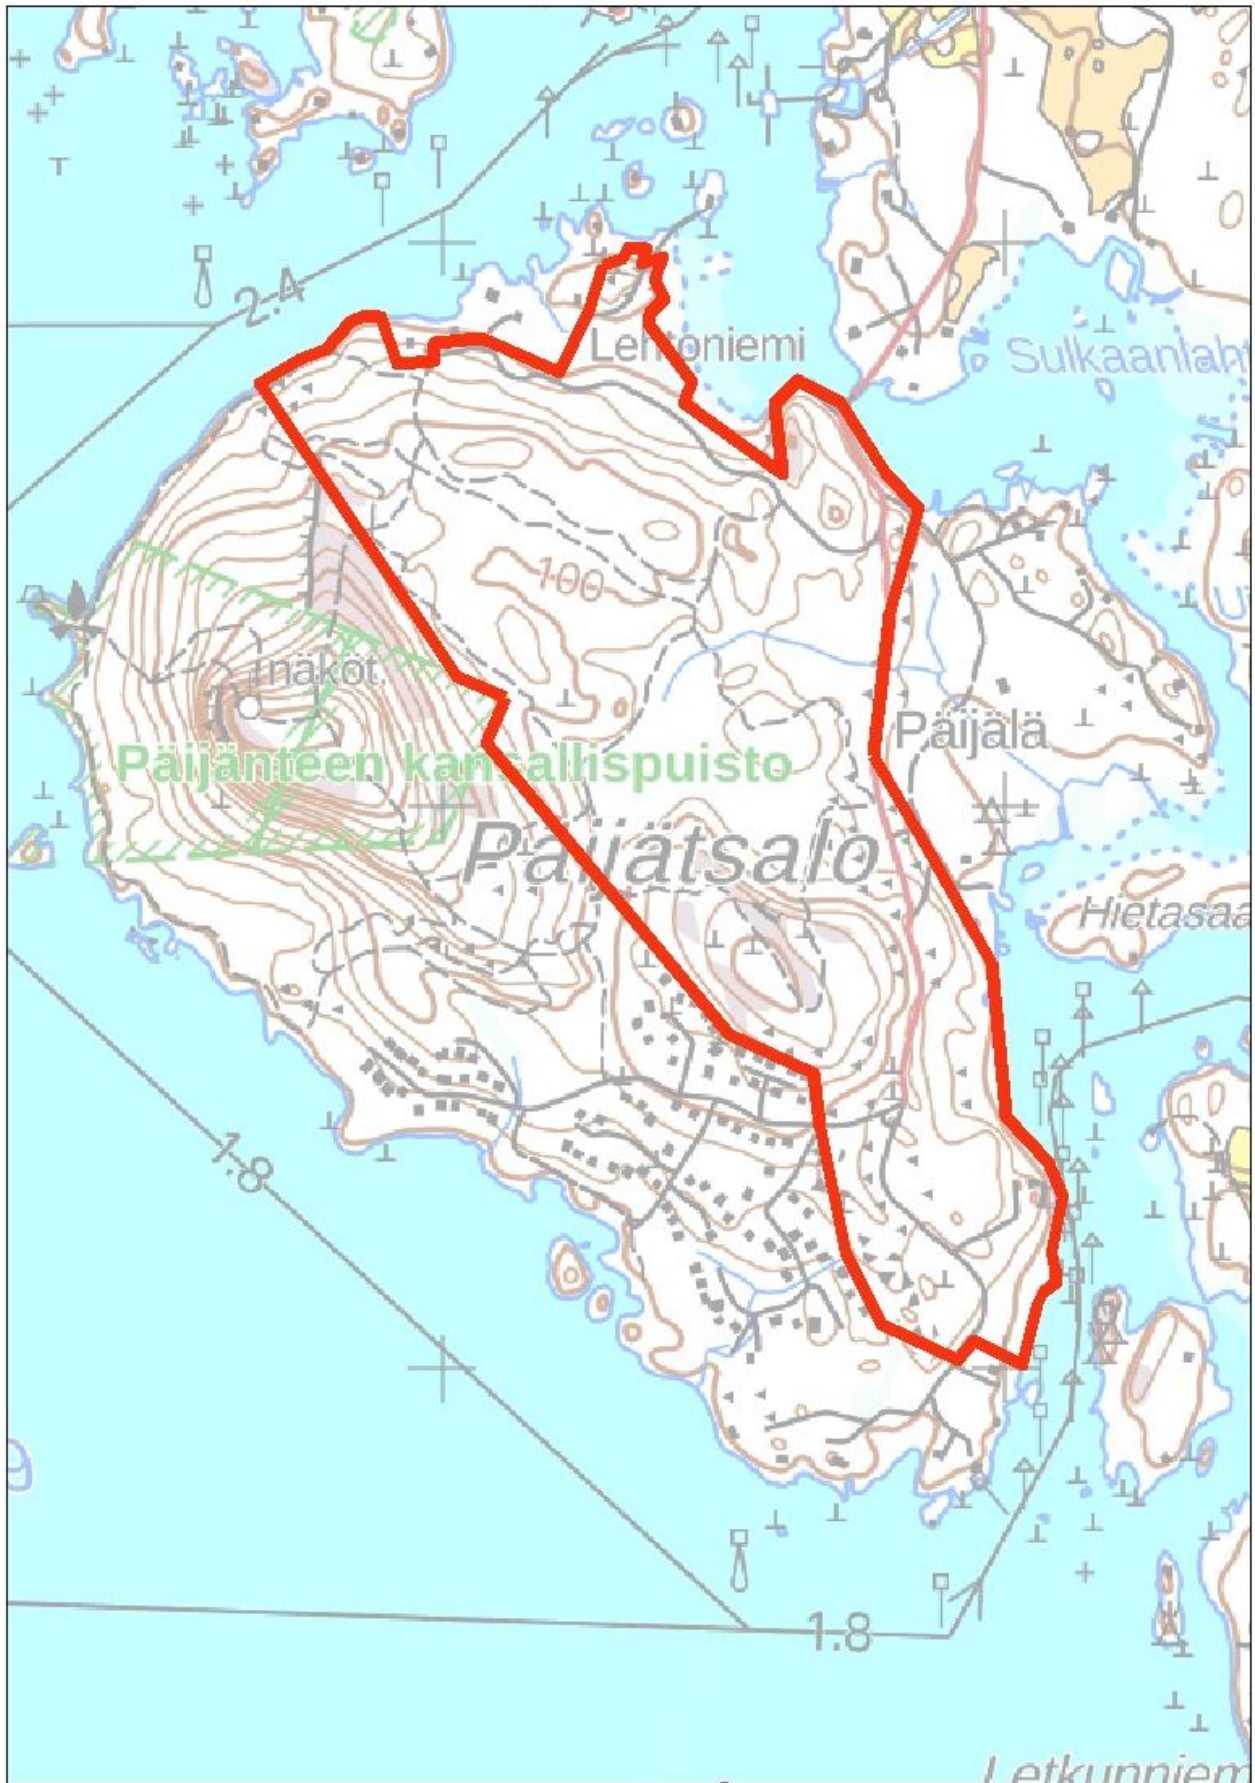 2.4
Lehtoniemi
Sulkaanlaht
100
näköt.
Päijälä
Päijänteen kansallispuisto
Päijätsalo
Hietasaa
1.8
1.8
Letkunniem